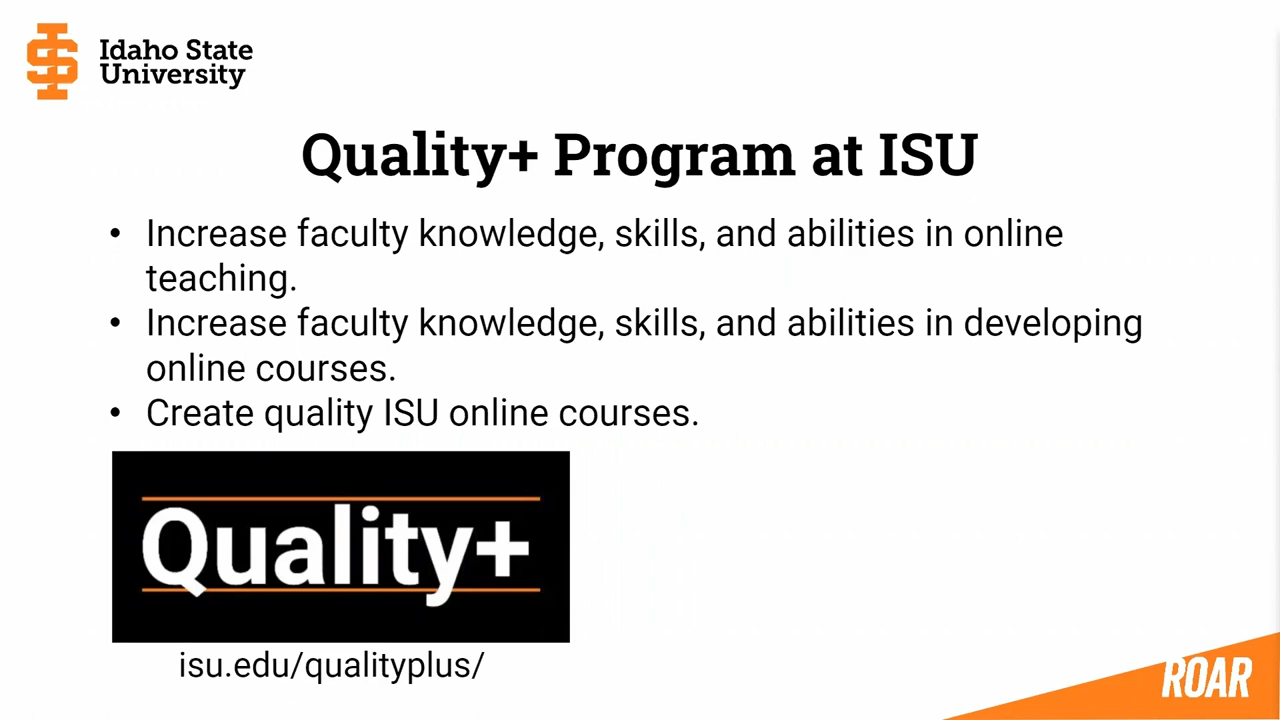 Idaho State
University
Quality+ Program at ISU
• Increase faculty knowledge, skills, and abilities in online
teaching.
• Increase faculty knowledge, skills, and abilities in developing
online courses.
• Create quality ISU online courses.
Quality+
isu.edu/qualityplus/
ROAR